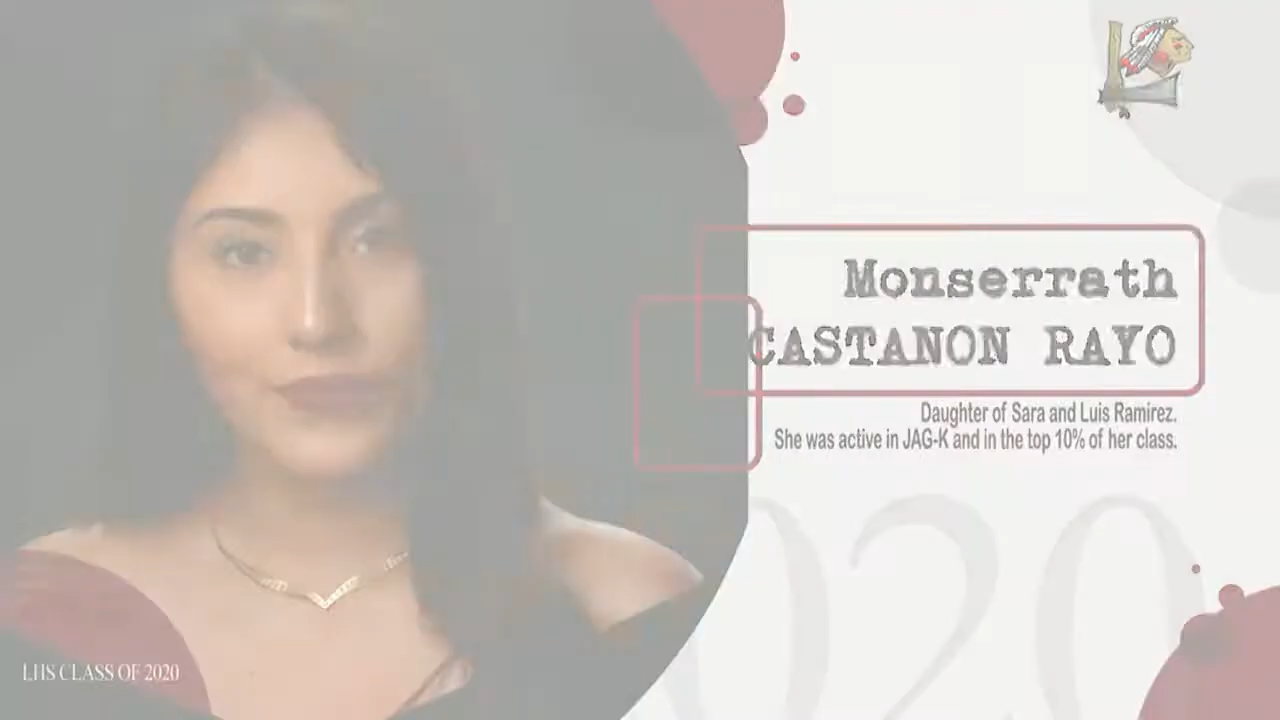 Monserrath
CASTANON RAYO
Daughter of Sara and Luis Ramirez.
She was active in JAG-K and in the top 10% of her class.
020
LHS CLASS OF 2020